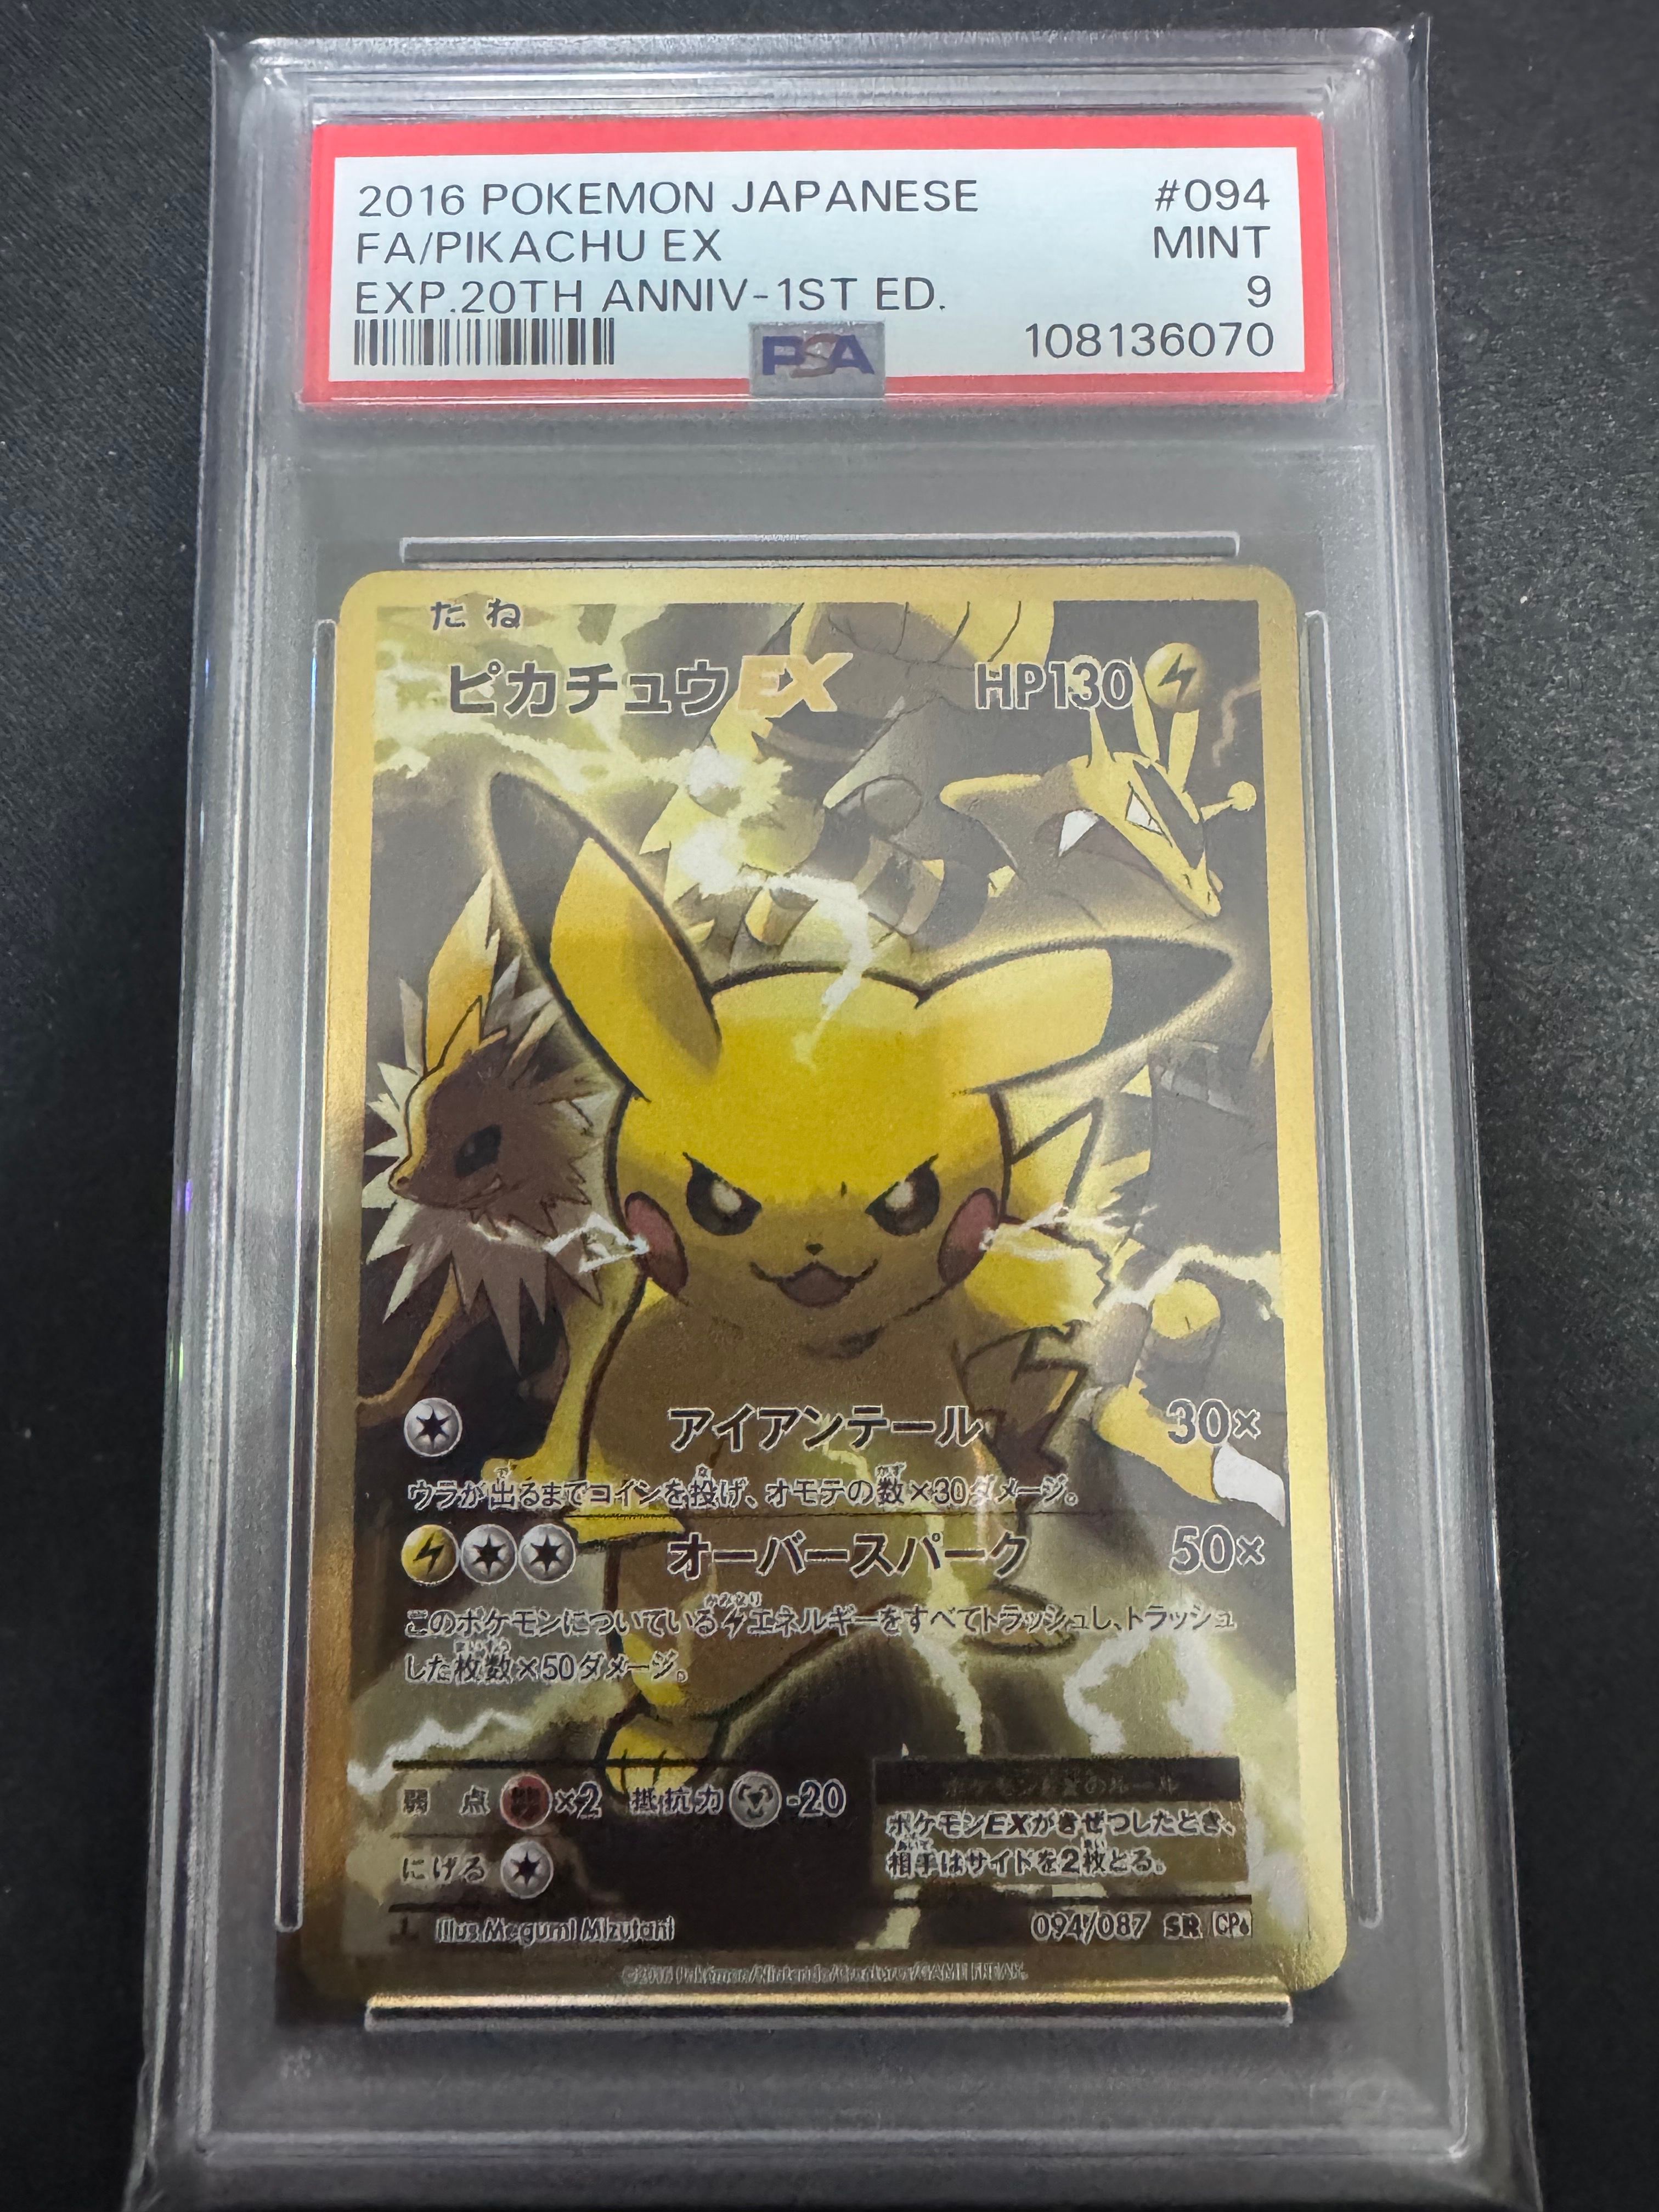 2016 POKEMON JAPANESE #094
FA/PIKACHU EX MINT
EXP.20TH ANNIV-1ST ED. 9
PSA 108136070
たね
ピカチュウEX HP130
アイアンテール 30×
ウラが出るまでコインを投げ、オモテの数×30ダメージ。
オーバースパーク 50×
このポケモンについているエネルギーをすべてトラッシュし、トラッシュ
した枚数×50ダメージ。
弱点 ×2 抵抗力 -20
ポケモンEXのルール
ポケモンEXがきぜつしたとき、
相手はサイドを2枚とる。
にげる
Illus.Megumi Mizutani 094/087 SR CP6
©2016 Pokémon/Nintendo/Creatures/GAME FREAK.